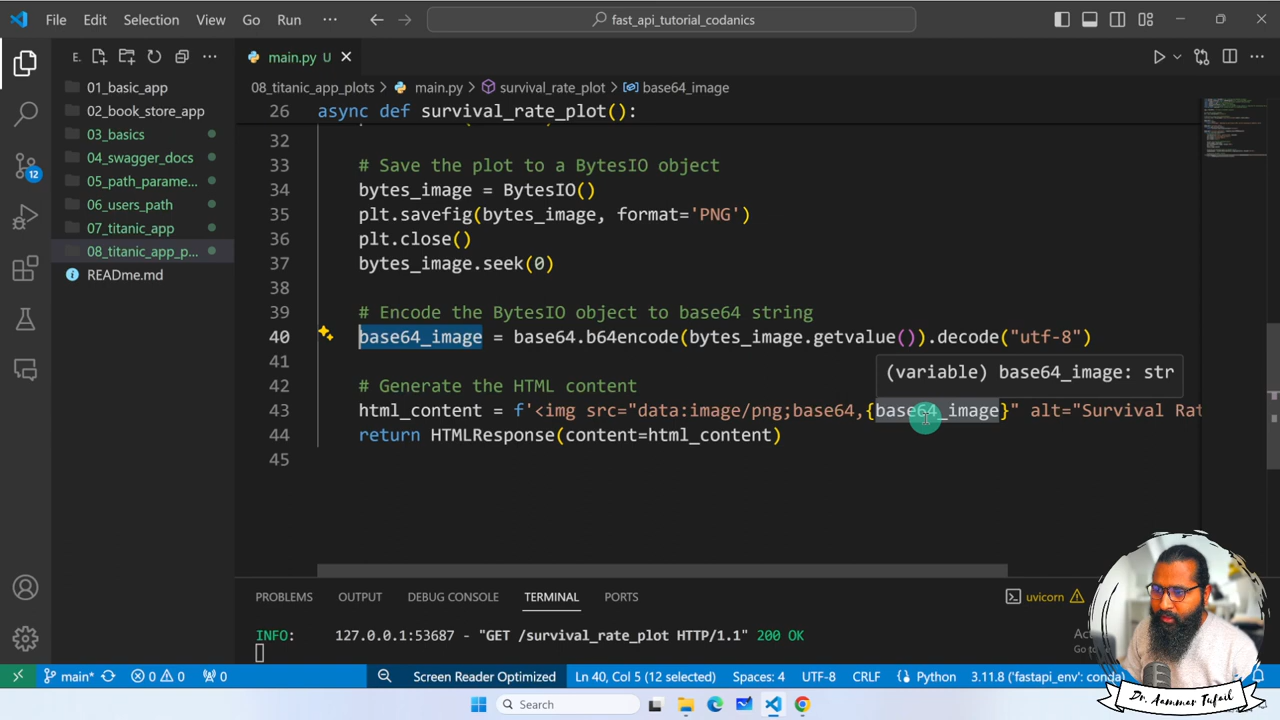 File Edit Selection View Go Run ··· fast_api_tutorial_codanics
E. ··· main.py U
01_basic_app
02_book_store_app
03_basics
04_swagger_docs
05_path_parame...
06_users_path
07_titanic_app
08_titanic_app_p...
READme.md
08_titanic_app_plots > main.py > survival_rate_plot > base64_image
26 async def survival_rate_plot():
32
33 # Save the plot to a BytesIO object
34 bytes_image = BytesIO()
35 plt.savefig(bytes_image, format='PNG')
36 plt.close()
37 bytes_image.seek(0)
38
39 # Encode the BytesIO object to base64 string
40 base64_image = base64.b64encode(bytes_image.getvalue()).decode("utf-8")
41
(variable) base64_image: str
42 # Generate the HTML content
43 html_content = f'<img src="data:image/png;base64,{base64_image}" alt="Survival Rat
44 return HTMLResponse(content=html_content)
45
12
PROBLEMS OUTPUT DEBUG CONSOLE TERMINAL PORTS uvicorn
INFO: 127.0.0.1:53687 - "GET /survival_rate_plot HTTP/1.1" 200 OK
main* 0 0 0 Screen Reader Optimized Ln 40, Col 5 (12 selected) Spaces: 4 UTF-8 CRLF Python 3.11.8 ('fastapi_env': conda)
Search
Dr. Aammar Tufail